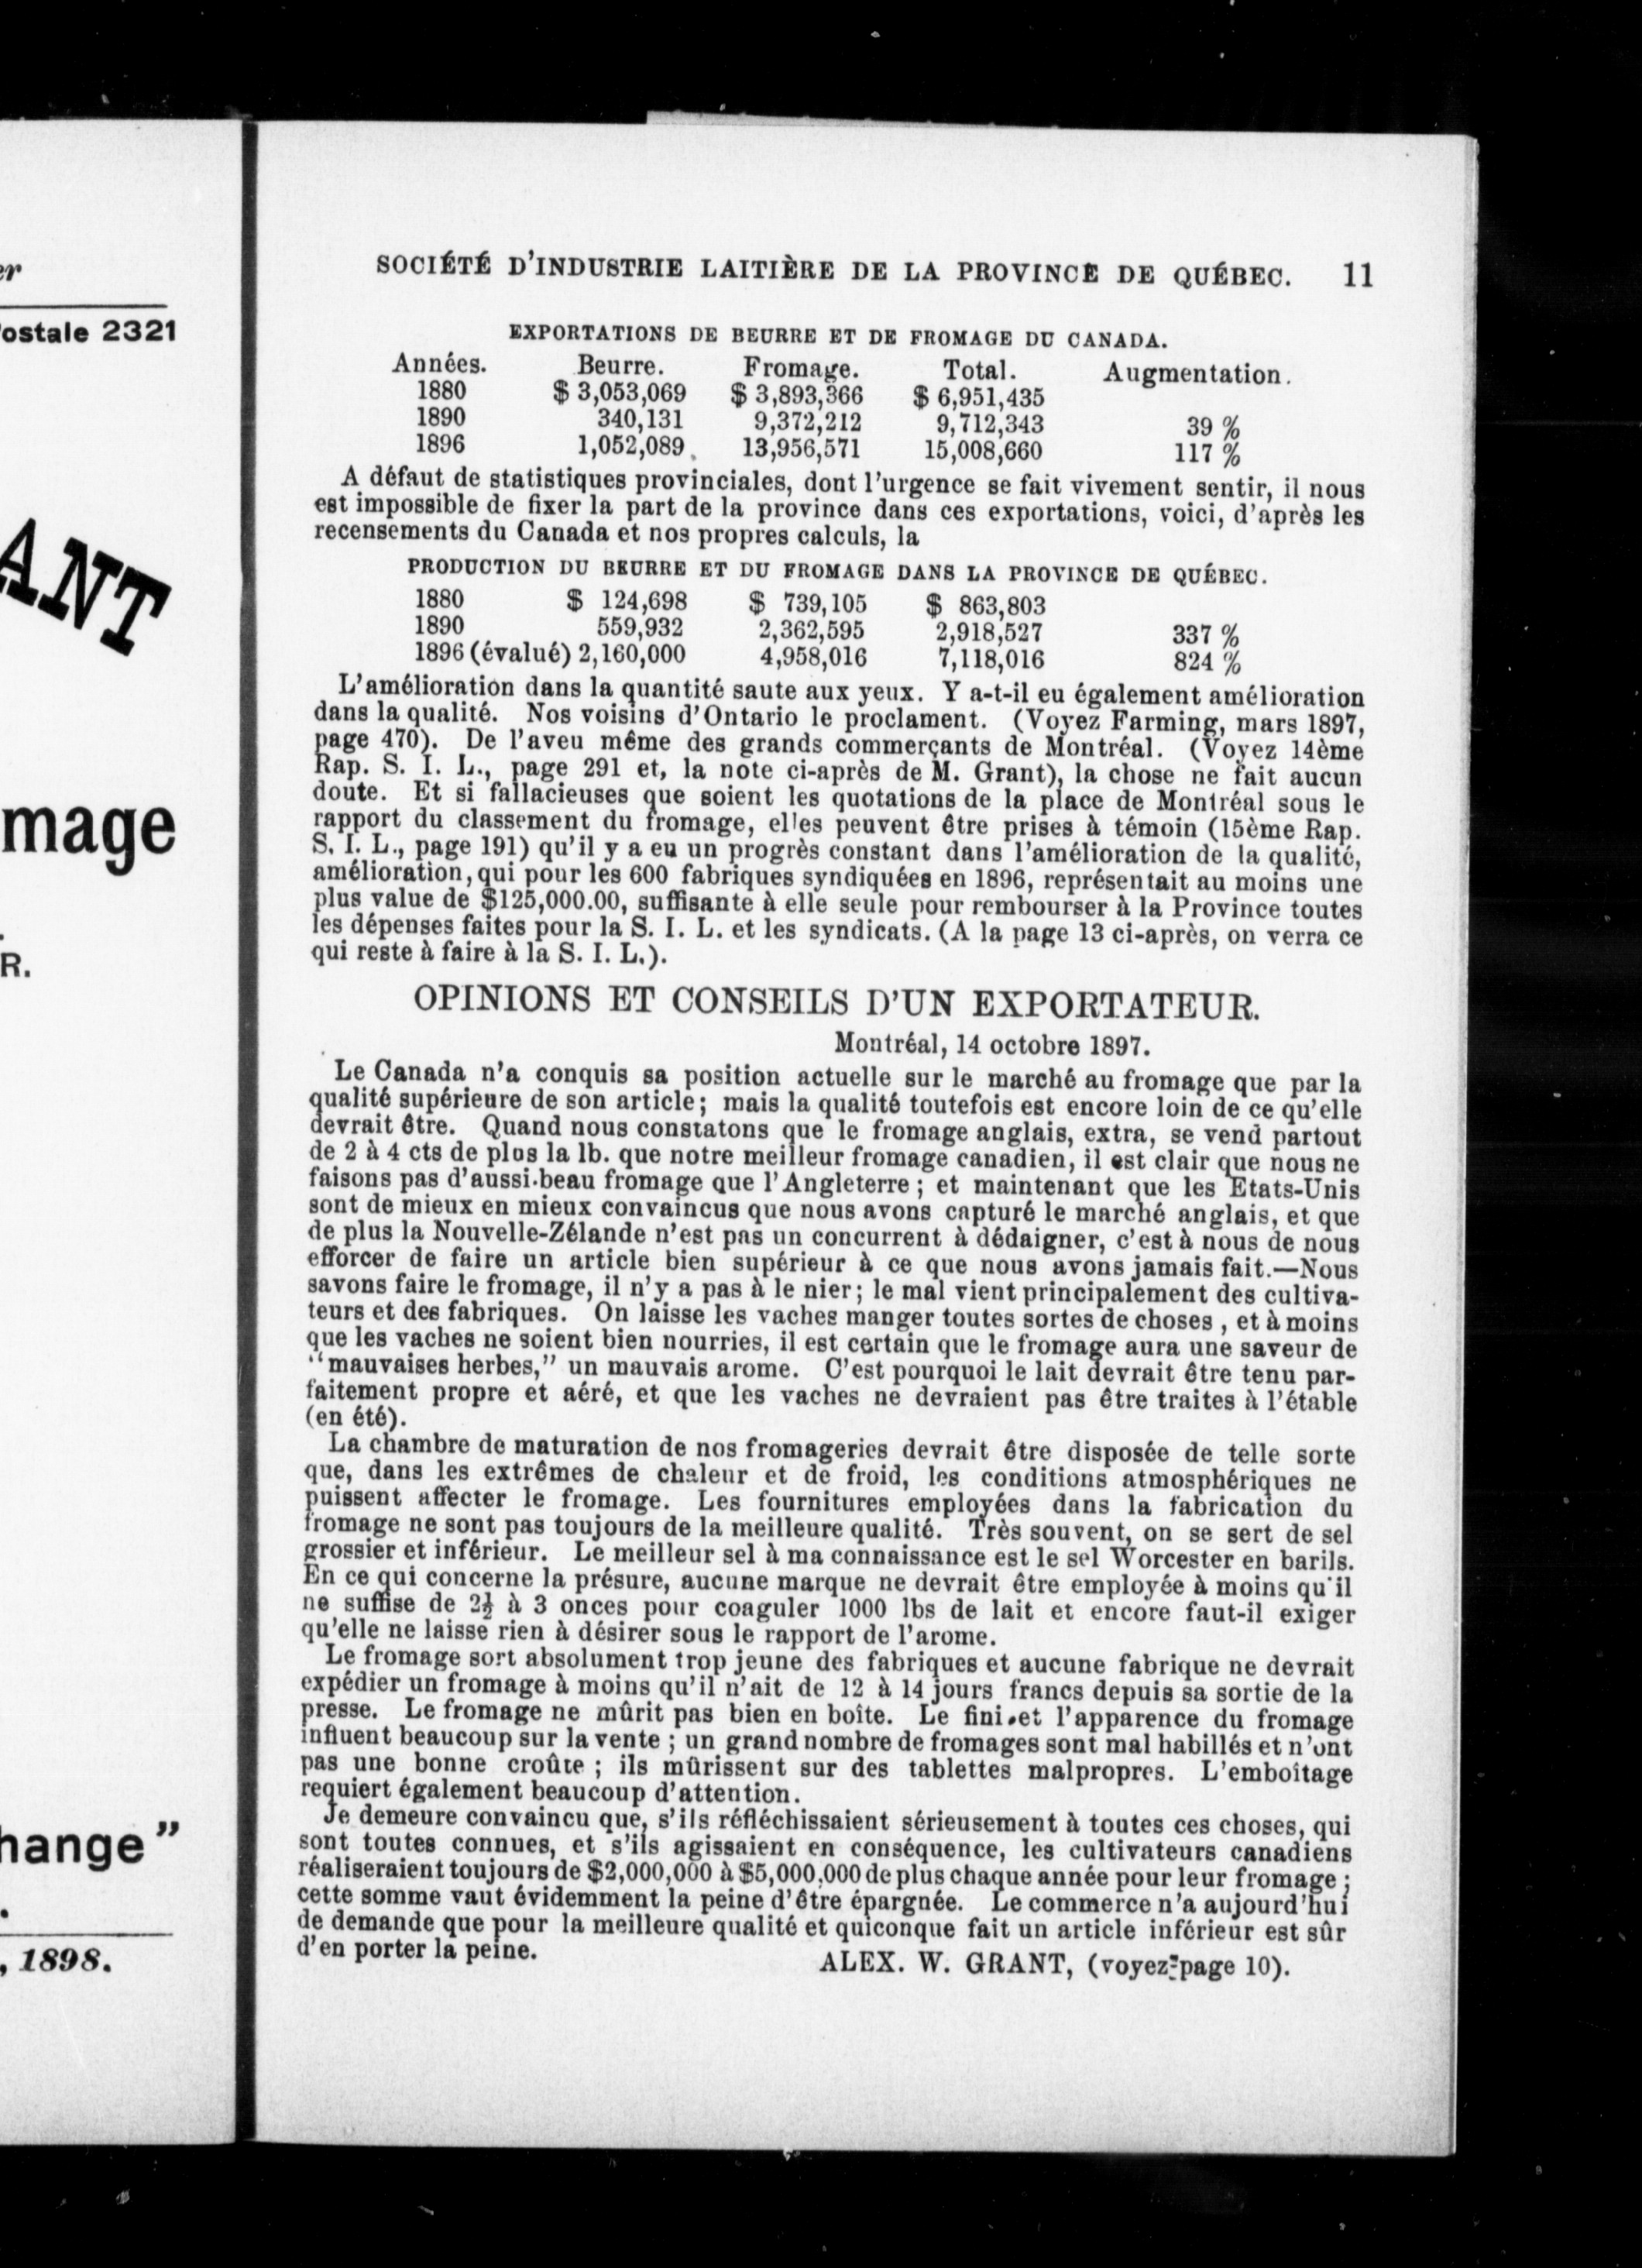 er
ostale 2321
ANT
mage
R.
hange”
, 1898.
SOCIÉTÉ D'INDUSTRIE LAITIÈRE DE LA PROVINCE DE QUÉBEC. 11
EXPORTATIONS DE BEURRE ET DE FROMAGE DU CANADA.
Années. Beurre. Fromage. Total. Augmentation.
1880 $ 3,053,069 $ 3,893,366 $ 6,951,435
1890 340,131 9,372,212 9,712,343 39 %
1896 1,052,089 13,956,571 15,008,660 117 %
A défaut de statistiques provinciales, dont l'urgence se fait vivement sentir, il nous
est impossible de fixer la part de la province dans ces exportations, voici, d'après les
recensements du Canada et nos propres calculs, la
PRODUCTION DU BEURRE ET DU FROMAGE DANS LA PROVINCE DE QUÉBEC.
1880 $ 124,698 $ 739,105 $ 863,803
1890 559,932 2,362,595 2,918,527 337 %
1896 (évalué) 2,160,000 4,958,016 7,118,016 824 %
L'amélioration dans la quantité saute aux yeux. Y a-t-il eu également amélioration
dans la qualité. Nos voisins d'Ontario le proclament. (Voyez Farming, mars 1897,
page 470). De l'aveu même des grands commerçants de Montréal. (Voyez 14ème
Rap. S. I. L., page 291 et, la note ci-après de M. Grant), la chose ne fait aucun
doute. Et si fallacieuses que soient les quotations de la place de Montréal sous le
rapport du classement du fromage, elles peuvent être prises à témoin (15ème Rap.
S. I. L., page 191) qu'il y a eu un progrès constant dans l'amélioration de la qualité,
amélioration, qui pour les 600 fabriques syndiquées en 1896, représentait au moins une
plus value de $125,000.00, suffisante à elle seule pour rembourser à la Province toutes
les dépenses faites pour la S. I. L. et les syndicats. (A la page 13 ci-après, on verra ce
qui reste à faire à la S. I. L.).
OPINIONS ET CONSEILS D'UN EXPORTATEUR.
Montréal, 14 octobre 1897.
Le Canada n'a conquis sa position actuelle sur le marché au fromage que par la
qualité supérieure de son article; mais la qualité toutefois est encore loin de ce qu'elle
devrait être. Quand nous constatons que le fromage anglais, extra, se vend partout
de 2 à 4 cts de plus la lb. que notre meilleur fromage canadien, il est clair que nous ne
faisons pas d'aussi beau fromage que l'Angleterre; et maintenant que les Etats-Unis
sont de mieux en mieux convaincus que nous avons capturé le marché anglais, et que
de plus la Nouvelle-Zélande n'est pas un concurrent à dédaigner, c'est à nous de nous
efforcer de faire un article bien supérieur à ce que nous avons jamais fait.—Nous
savons faire le fromage, il n'y a pas à le nier; le mal vient principalement des cultiva-
teurs et des fabriques. On laisse les vaches manger toutes sortes de choses, et à moins
que les vaches ne soient bien nourries, il est certain que le fromage aura une saveur de
“mauvaises herbes,” un mauvais arome. C'est pourquoi le lait devrait être tenu par-
faitement propre et aéré, et que les vaches ne devraient pas être traites à l'étable
(en été).
La chambre de maturation de nos fromageries devrait être disposée de telle sorte
que, dans les extrêmes de chaleur et de froid, les conditions atmosphériques ne
puissent affecter le fromage. Les fournitures employées dans la fabrication du
fromage ne sont pas toujours de la meilleure qualité. Très souvent, on se sert de sel
grossier et inférieur. Le meilleur sel à ma connaissance est le sel Worcester en barils.
En ce qui concerne la présure, aucune marque ne devrait être employée à moins qu'il
ne suffise de 2½ à 3 onces pour coaguler 1000 lbs de lait et encore faut-il exiger
qu'elle ne laisse rien à désirer sous le rapport de l'arome.
Le fromage sort absolument trop jeune des fabriques et aucune fabrique ne devrait
expédier un fromage à moins qu'il n'ait de 12 à 14 jours francs depuis sa sortie de la
presse. Le fromage ne mûrit pas bien en boîte. Le fini et l'apparence du fromage
influent beaucoup sur la vente; un grand nombre de fromages sont mal habillés et n'ont
pas une bonne croûte; ils mûrissent sur des tablettes malpropres. L'emboîtage
requiert également beaucoup d'attention.
Je demeure convaincu que, s'ils réfléchissaient sérieusement à toutes ces choses, qui
sont toutes connues, et s'ils agissaient en conséquence, les cultivateurs canadiens
réaliseraient toujours de $2,000,000 à $5,000,000 de plus chaque année pour leur fromage;
cette somme vaut évidemment la peine d'être épargnée. Le commerce n'a aujourd'hui
de demande que pour la meilleure qualité et quiconque fait un article inférieur est sûr
d'en porter la peine.
ALEX. W. GRANT, (voyez page 10).